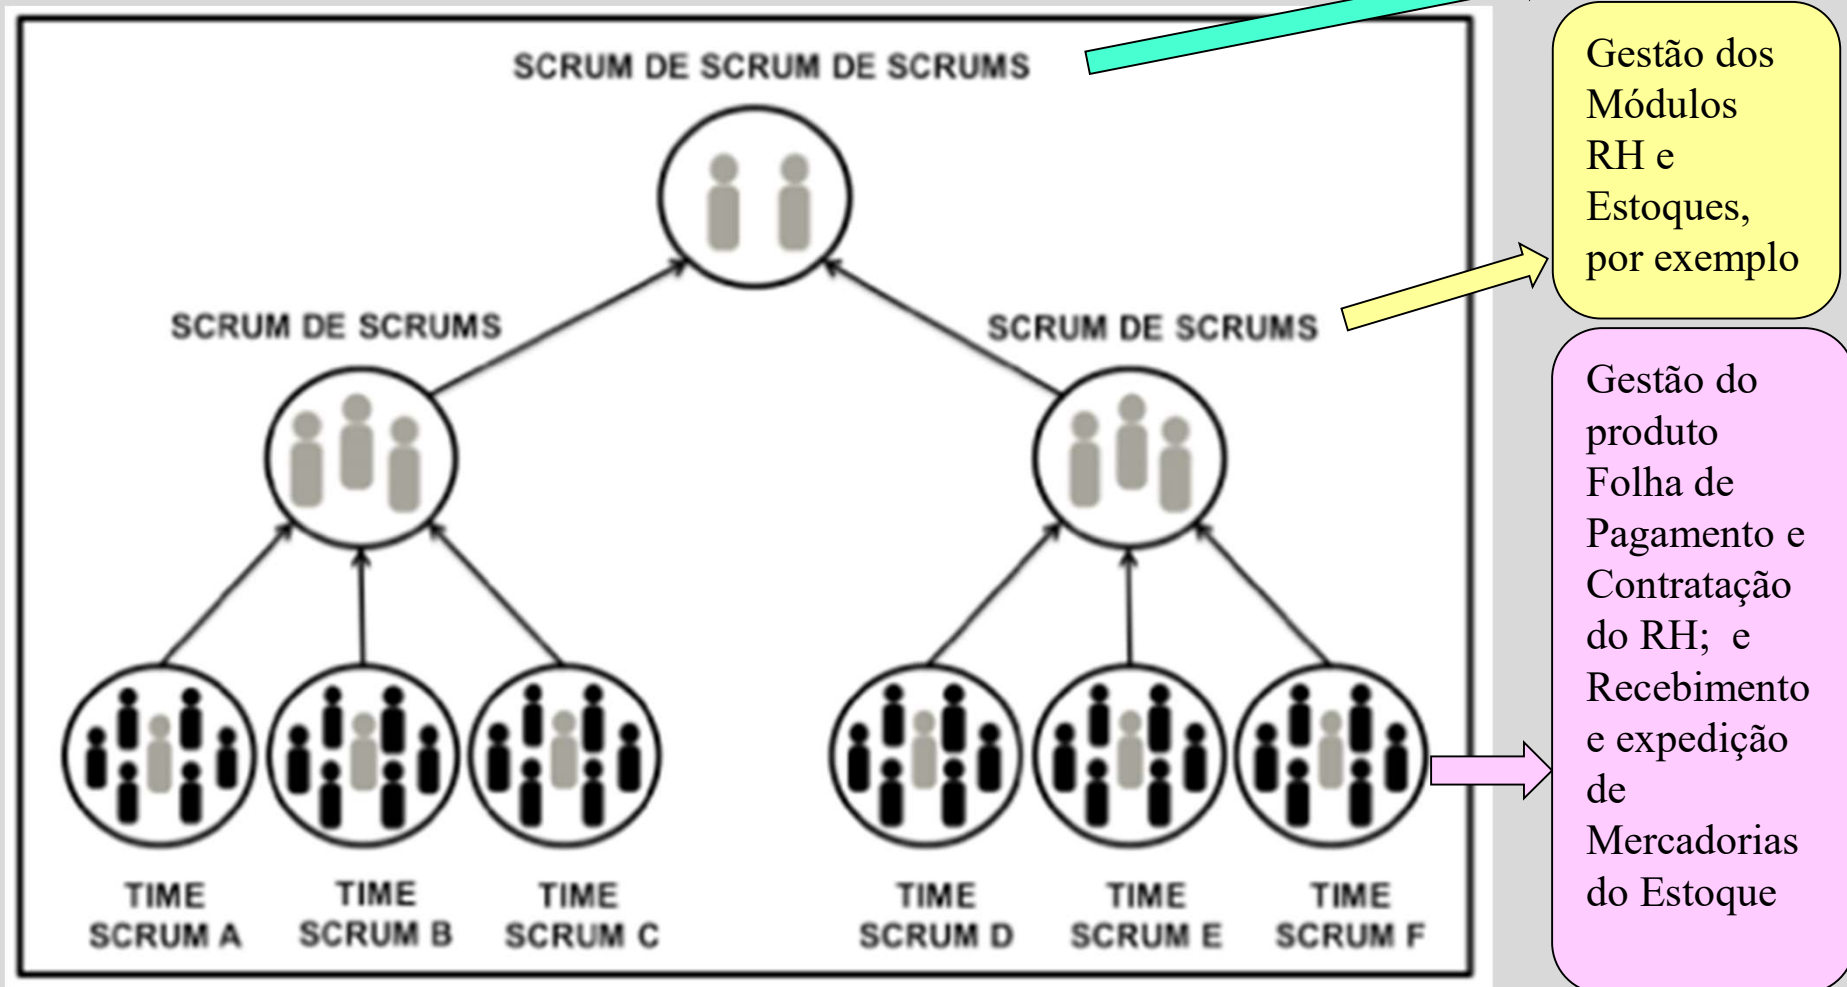 SCRUM DE SCRUM DE SCRUMS
SCRUM DE SCRUMS
SCRUM DE SCRUMS
TIME
SCRUM A
TIME
SCRUM B
TIME
SCRUM C
TIME
SCRUM D
TIME
SCRUM E
TIME
SCRUM F
Gestão dos
Módulos
RH e
Estoques,
por exemplo
Gestão do
produto
Folha de
Pagamento e
Contratação
do RH; e
Recebimento
e expedição
de
Mercadorias
do Estoque